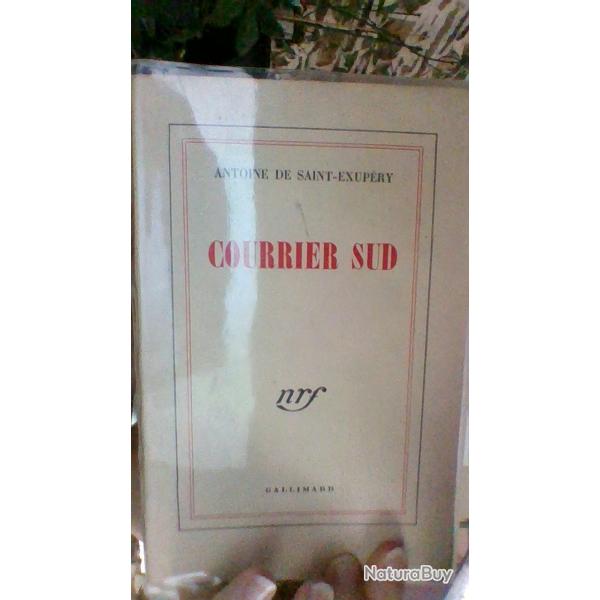 ANTOINE DE SAINT-EXUPÉRY
COURRIER SUD
nrf
GALLIMARD
NaturaBuy